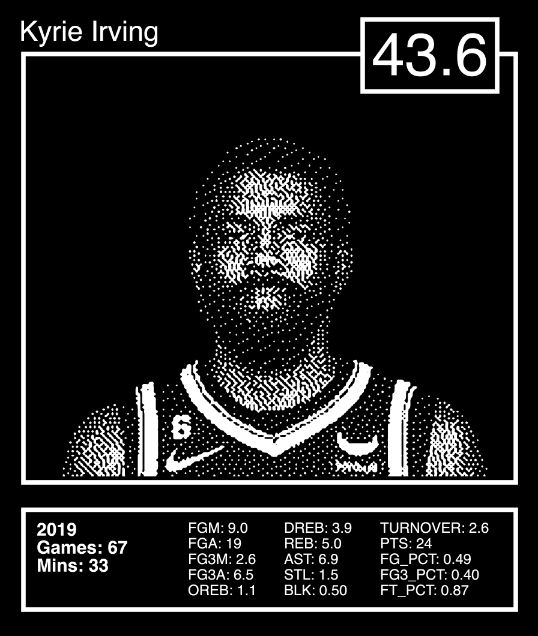 Kyrie Irving
43.6
6
2019
Games: 67
Mins: 33
FGM: 9.0
FGA: 19
FG3M: 2.6
FG3A: 6.5
OREB: 1.1
DREB: 3.9
REB: 5.0
AST: 6.9
STL: 1.5
BLK: 0.50
TURNOVER: 2.6
PTS: 24
FG_PCT: 0.49
FG3_PCT: 0.40
FT_PCT: 0.87